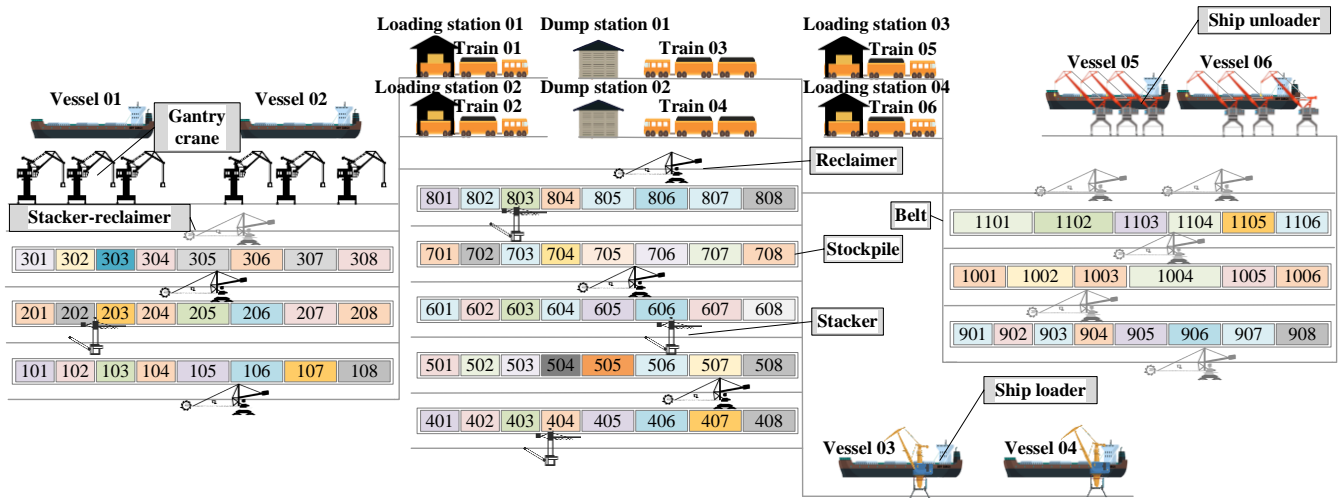 Loading station 01
Dump station 01
Loading station 03
Ship unloader
Train 01
Train 03
Train 05
Vessel 05
Vessel 06
Loading station 02
Dump station 02
Loading station 04
Train 02
Train 04
Train 06
Vessel 01
Vessel 02
Gantry
crane
Reclaimer
Stacker-reclaimer
801 802 803 804 805 806 807 808
Belt
1101 1102 1103 1104 1105 1106
301 302 303 304 305 306 307 308
701 702 703 704 705 706 707 708
Stockpile
1001 1002 1003 1004 1005 1006
201 202 203 204 205 206 207 208
601 602 603 604 605 606 607 608
Stacker
901 902 903 904 905 906 907 908
101 102 103 104 105 106 107 108
501 502 503 504 505 506 507 508
Ship loader
401 402 403 404 405 406 407 408
Vessel 03
Vessel 04